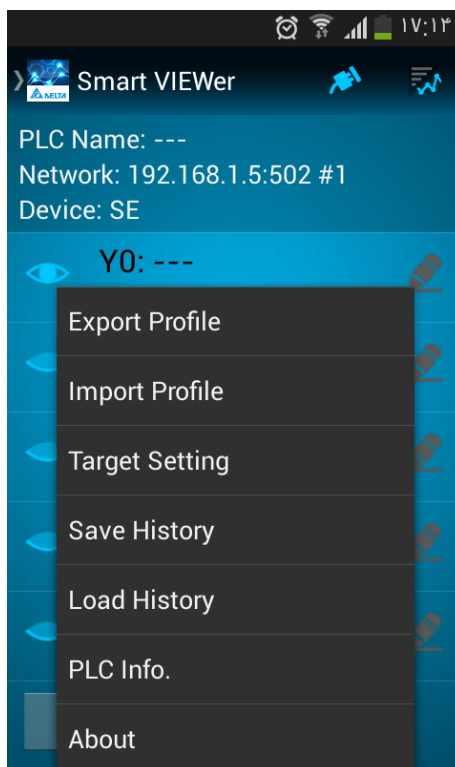 ۱۷:۱۴
Smart VIEWer
DELTA
PLC Name: ---
Network: 192.168.1.5:502 #1
Device: SE
Y0: ---
Export Profile
Import Profile
Target Setting
Save History
Load History
PLC Info.
About